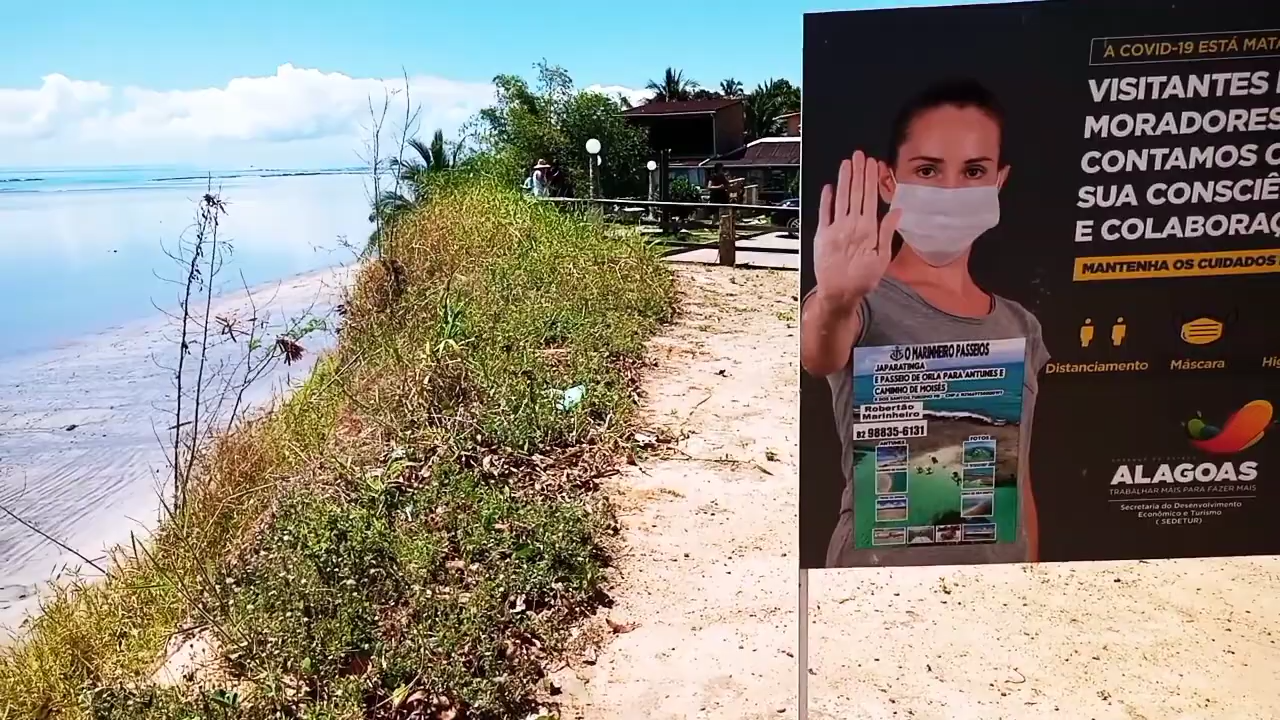 A COVID-19 ESTÁ MATA
VISITANTES
MORADORES
CONTAMOS
SUA CONSCIÊ
E COLABORAÇ
MANTENHA OS CUIDADOS
Distanciamento
Máscara
Hig
O MARINHEIRO PASSEIOS
JAPARATINGA
E PASSEIO DE ORLA PARA ANTUNES E
CAMINHO DE MOISÉS
Robertão
Marinheiro
82 98835-6131
ANTUNES
FOTOS
ALAGOAS
TRABALHAR MAIS PARA FAZER MAIS
Secretaria do Desenvolvimento
Econômico e Turismo
( SEDETUR)